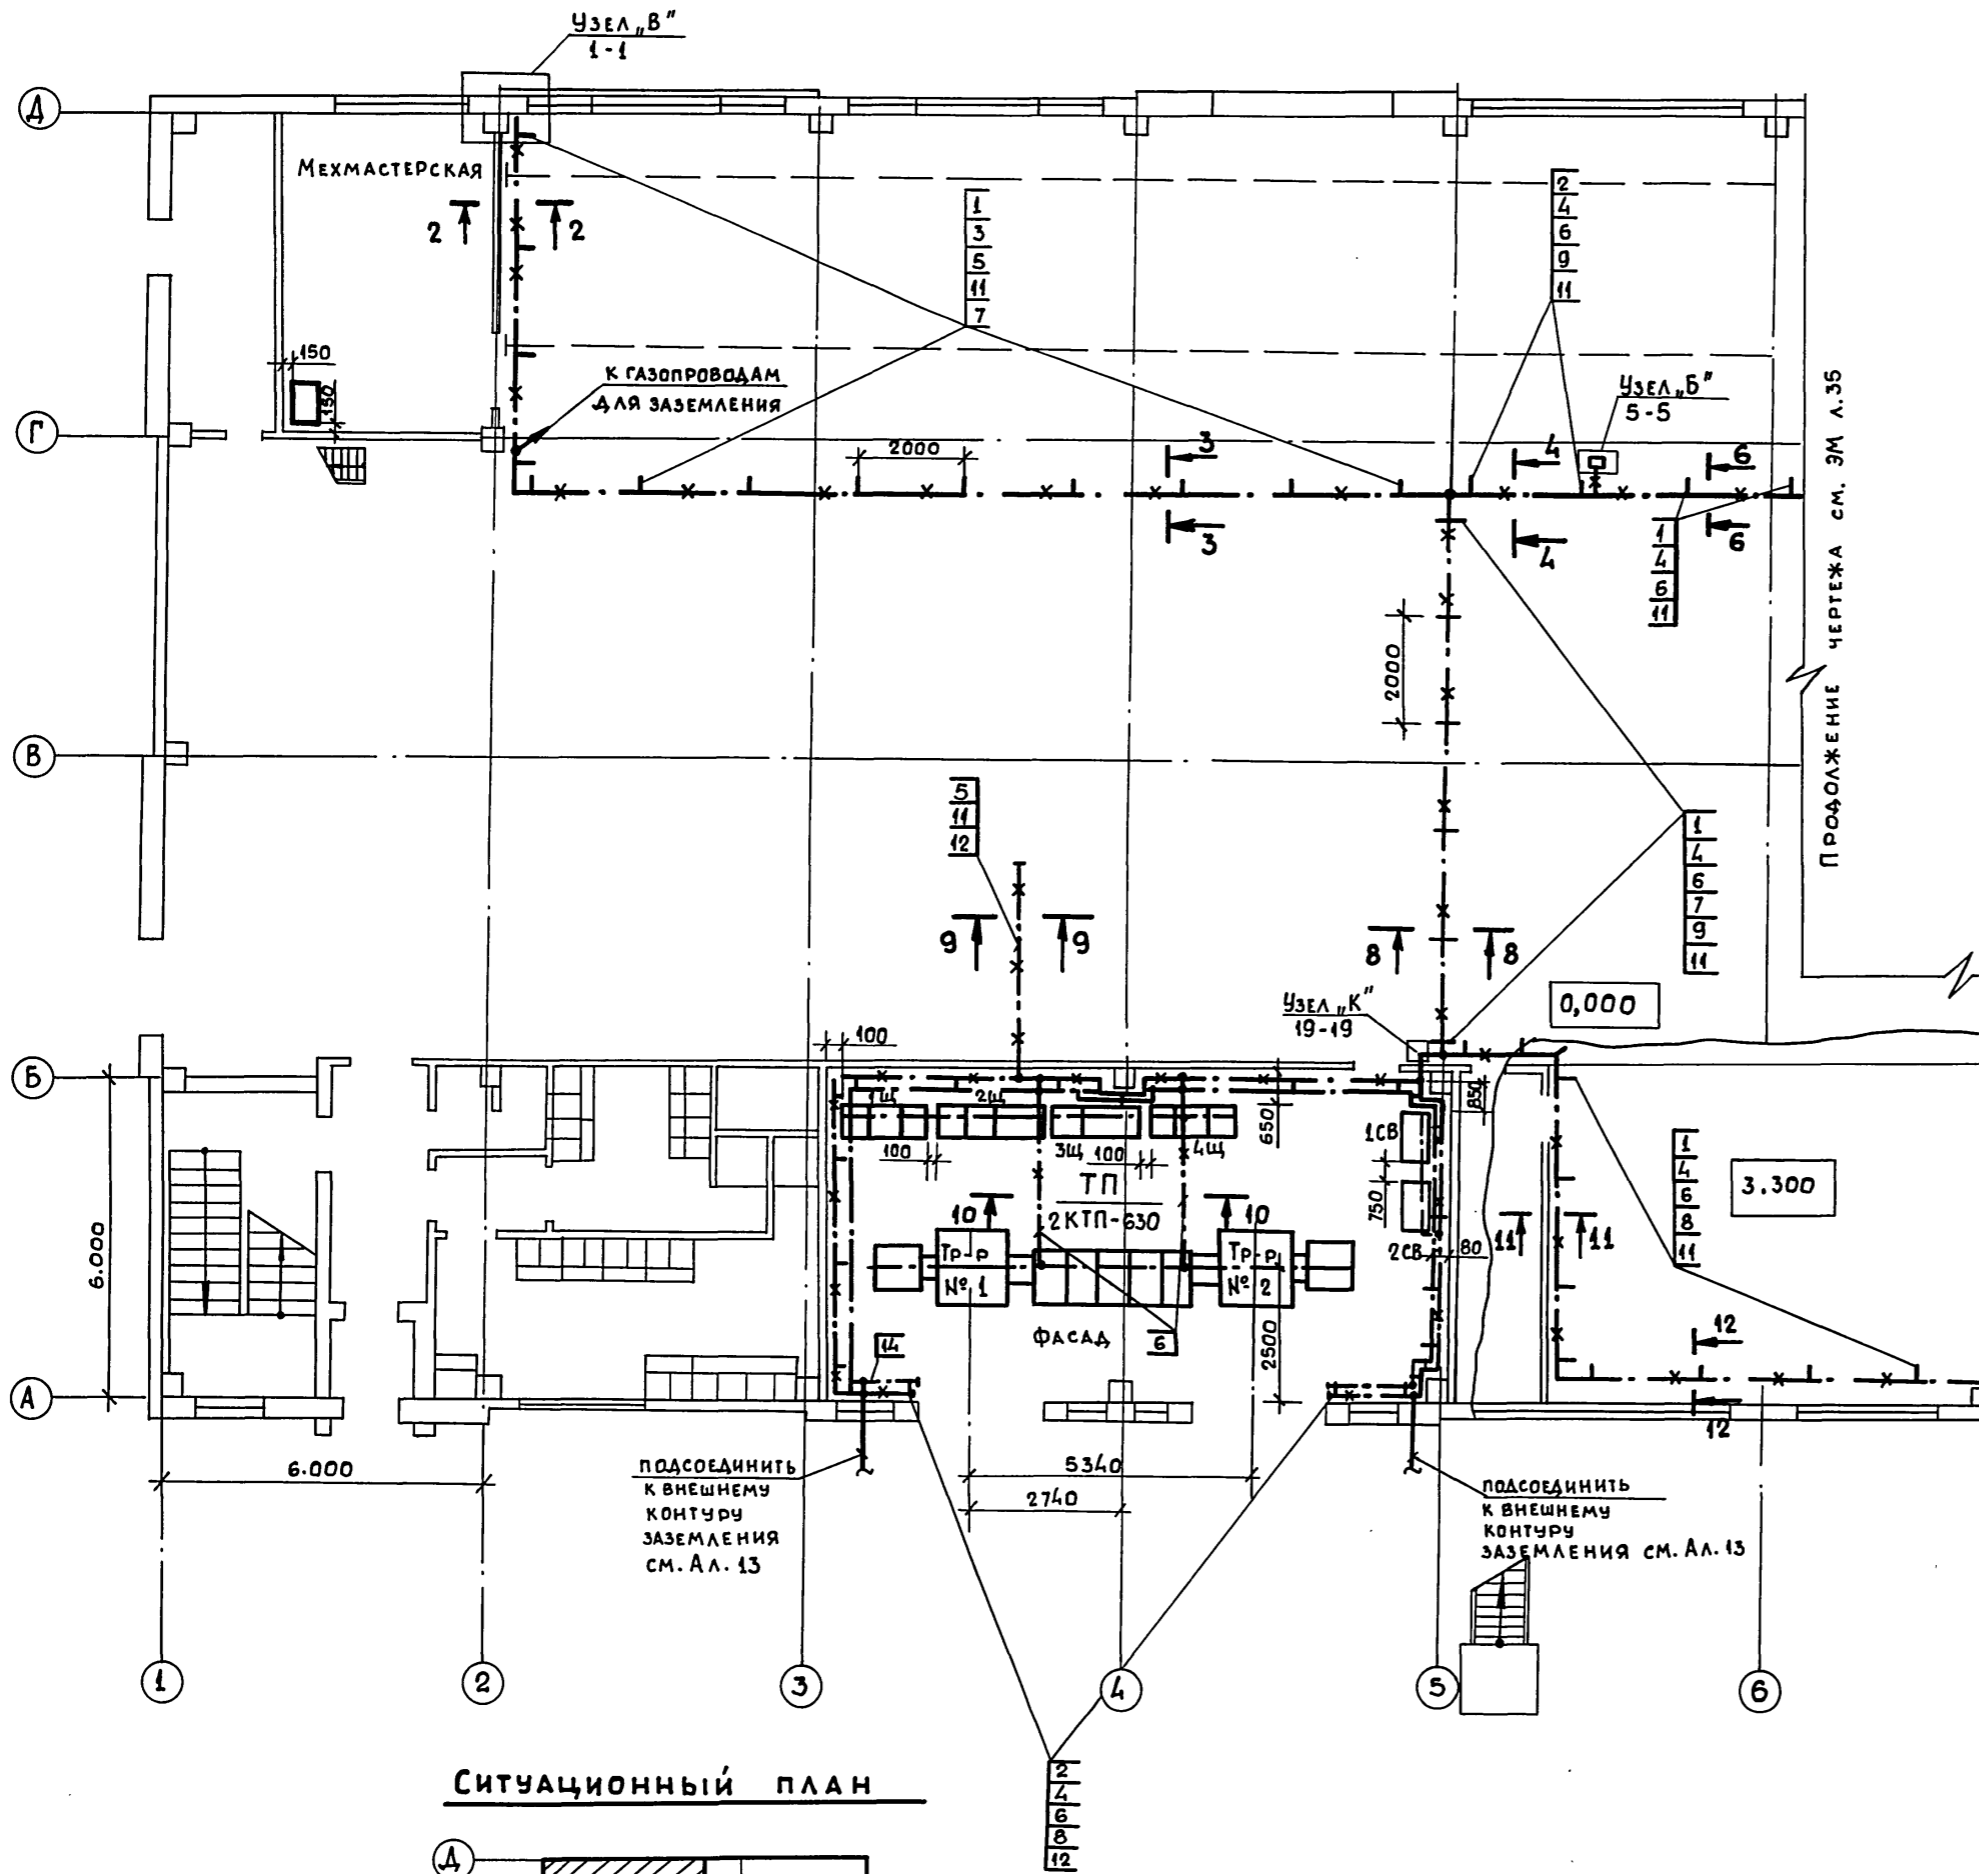 Узел „В"
1-1
Д
Мехмастерская
2
2
1
3
5
11
7
2
4
6
9
11
150
150
к газопроводам
для заземления
Узел „Б"
5-5
Г
2000
3
3
4
4
6
6
1
4
6
11
Продолжение чертежа см. ЭМ л.35
2000
В
5
11
12
1
4
6
7
9
11
9
9
8
8
Узел „К"
19-19
0,000
100
Б
1щ
2щ
3щ
4щ
100
100
650
850
1СВ
750
2СВ
80
ТП
2КТП-630
10
10
Тр-р
№ 1
Тр-р
№ 2
фасад
6
14
2500
1
4
6
8
11
3.300
11
11
12
12
6.000
А
6.000
подсоединить
к внешнему
контуру
заземления
см. Ал. 13
5340
2740
подсоединить
к внешнему
контуру
заземления см. Ал. 13
1
2
3
4
5
6
2
4
6
8
12
Ситуационный план
Д